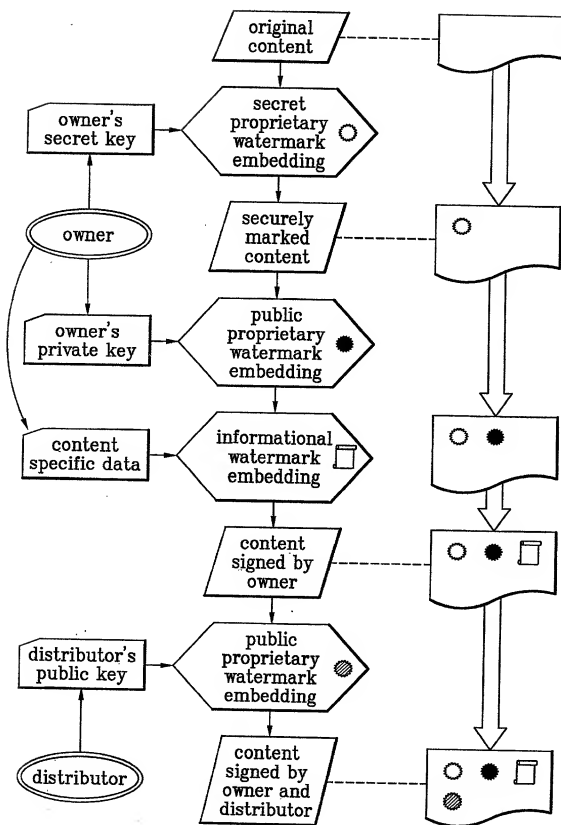 original
content
owner's
secret key
secret
proprietary
watermark
embedding
owner
securely
marked
content
owner's
private key
public
proprietary
watermark
embedding
content
specific data
informational
watermark
embedding
content
signed by
owner
distributor's
public key
public
proprietary
watermark
embedding
distributor
content
signed by
owner and
distributor